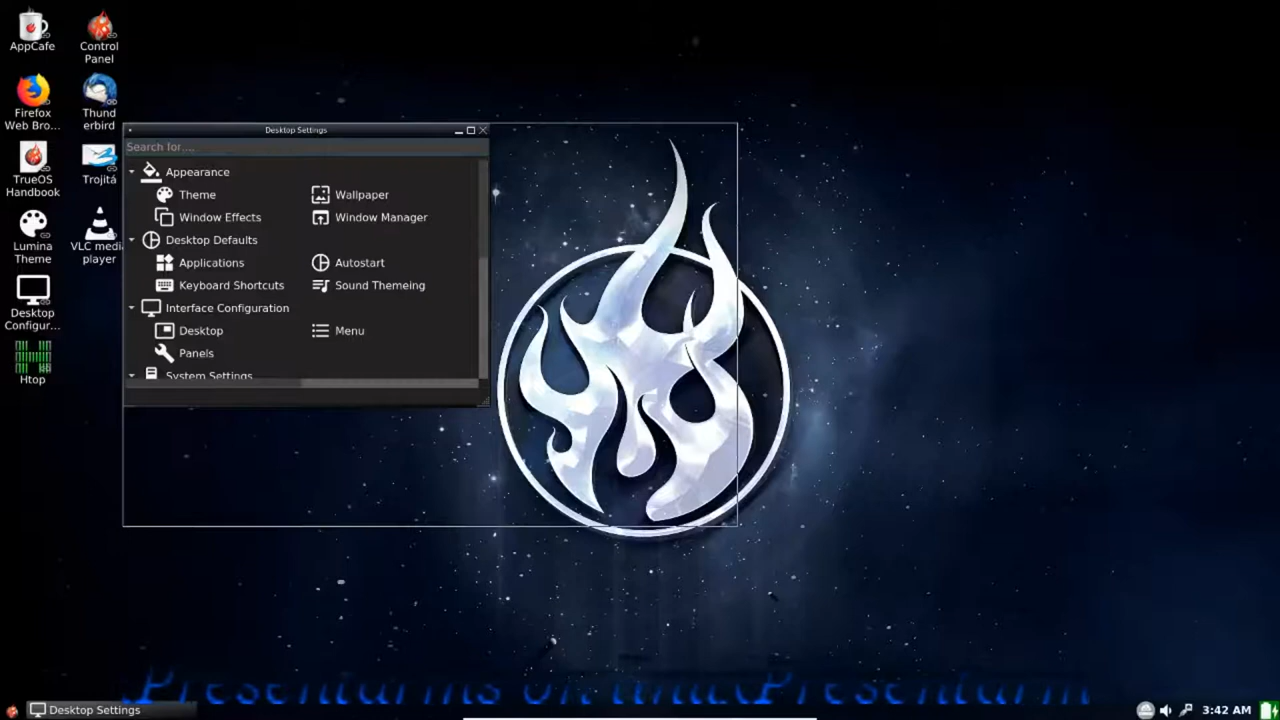 AppCafe
Control
Panel
Firefox
Web Bro...
Thund
erbird
TrueOS
Handbook
Trojitá
Lumina
Theme
VLC medi
player
Desktop
Configur...
Htop
Desktop Settings
Search for....
Appearance
Theme
Wallpaper
Window Effects
Window Manager
Desktop Defaults
Applications
Autostart
Keyboard Shortcuts
Sound Themeing
Interface Configuration
Desktop
Menu
Panels
System Settings
Desktop Settings
3:42 AM